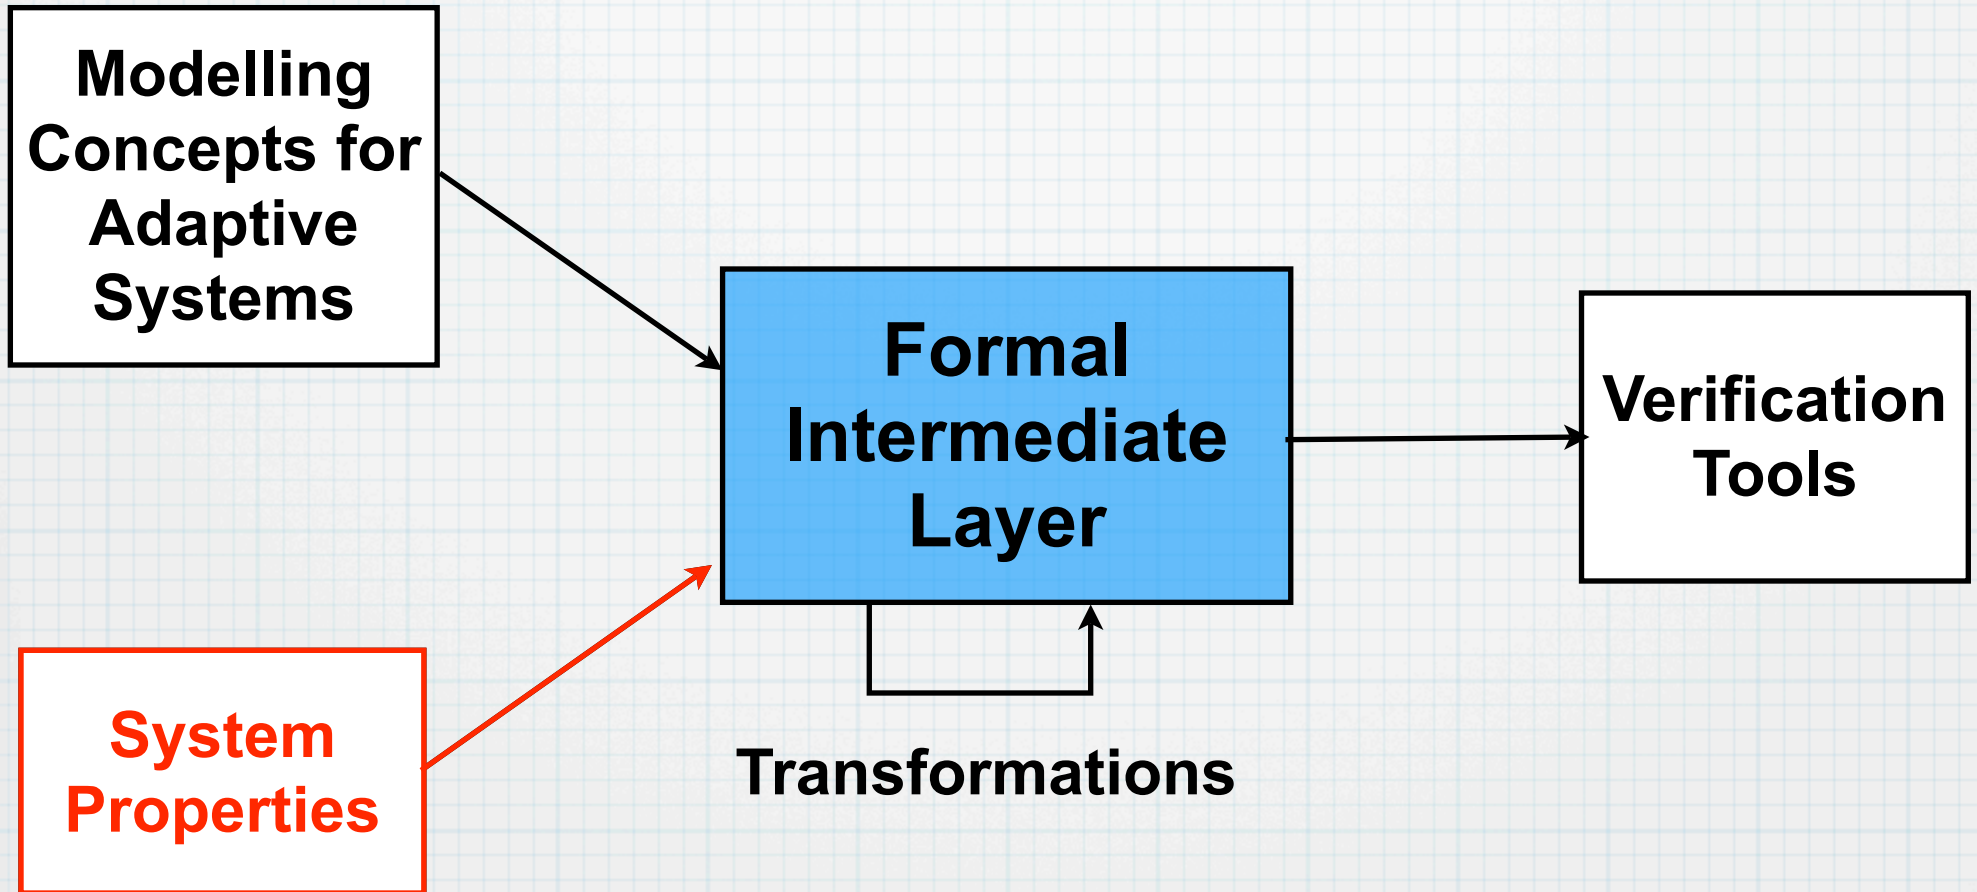 Modelling
Concepts for
Adaptive
Systems
Formal
Intermediate
Layer
Verification
Tools
System
Properties
Transformations